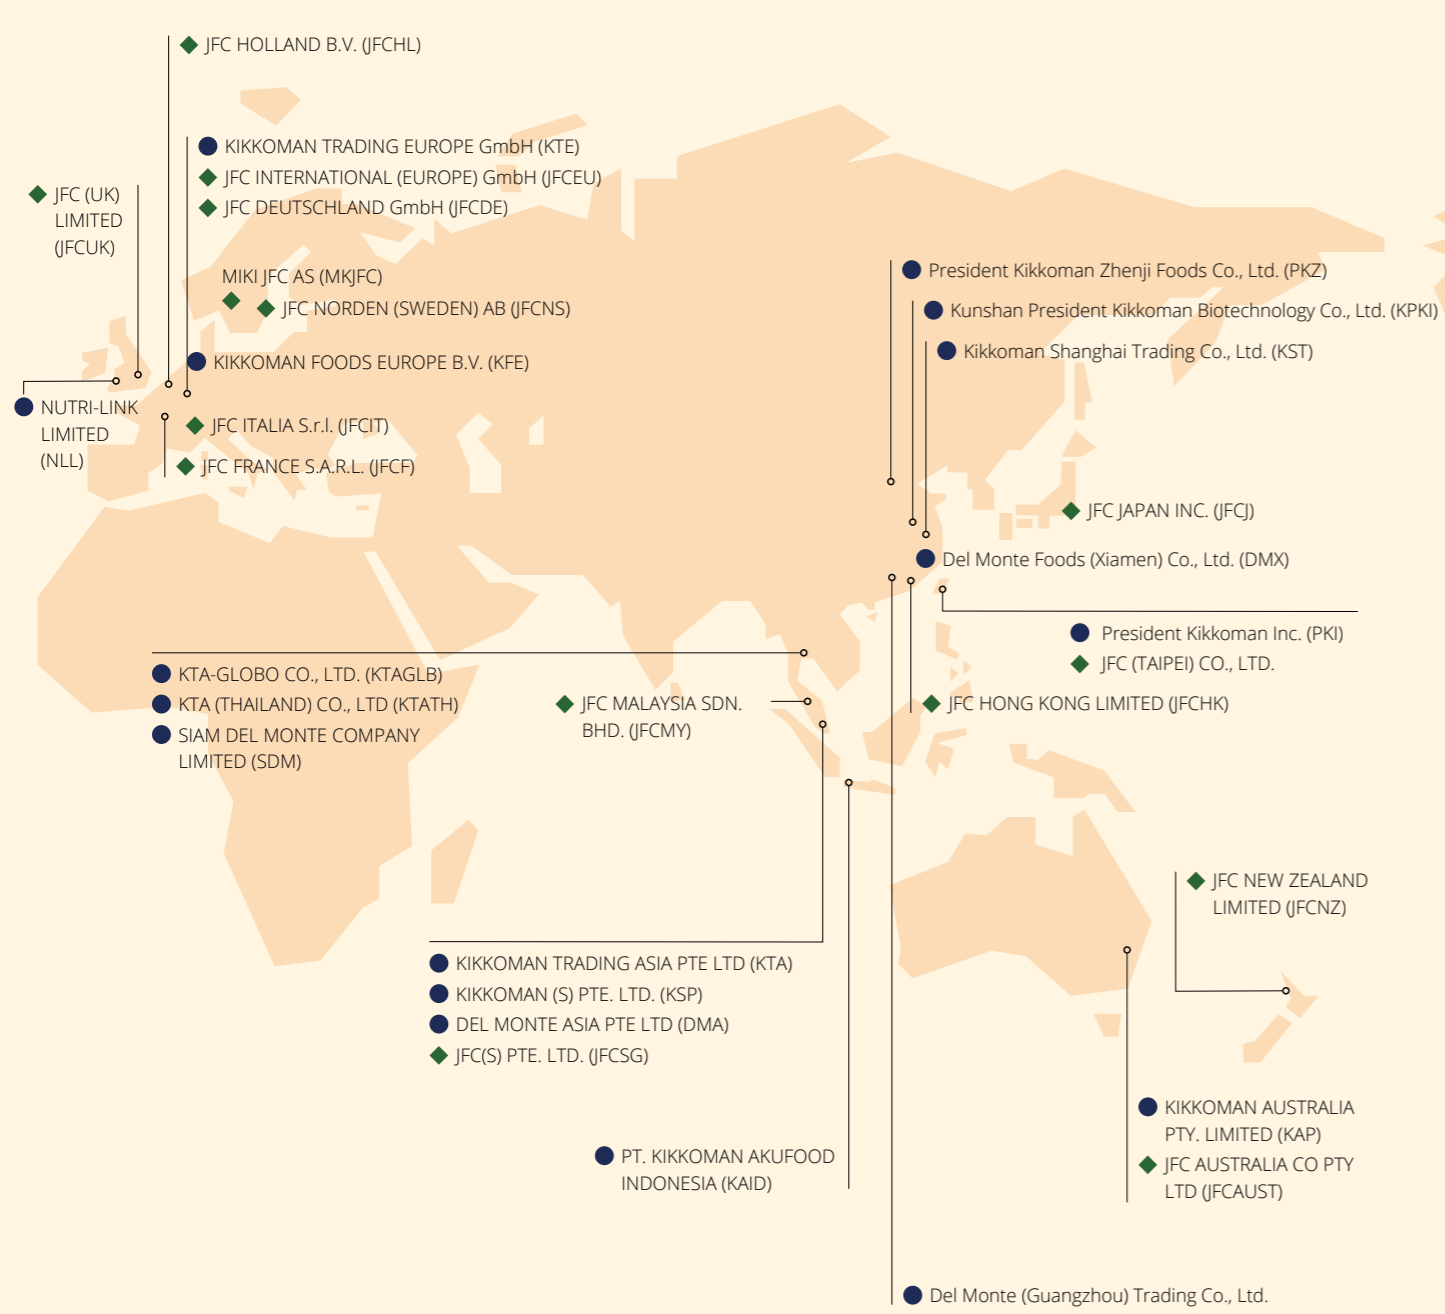 JFC HOLLAND B.V. (JFCHL)
KIKKOMAN TRADING EUROPE GmbH (KTE)
JFC INTERNATIONAL (EUROPE) GmbH (JFCEU)
JFC DEUTSCHLAND GmbH (JFCDE)
JFC (UK)
LIMITED
(JFCUK)
MIKI JFC AS (MKJFC)
JFC NORDEN (SWEDEN) AB (JFCNS)
KIKKOMAN FOODS EUROPE B.V. (KFE)
NUTRI-LINK
LIMITED
(NLL)
JFC ITALIA S.r.l. (JFCIT)
JFC FRANCE S.A.R.L. (JFCF)
President Kikkoman Zhenji Foods Co., Ltd. (PKZ)
Kunshan President Kikkoman Biotechnology Co., Ltd. (KPKI)
Kikkoman Shanghai Trading Co., Ltd. (KST)
JFC JAPAN INC. (JFCJ)
Del Monte Foods (Xiamen) Co., Ltd. (DMX)
President Kikkoman Inc. (PKI)
JFC (TAIPEI) CO., LTD.
JFC HONG KONG LIMITED (JFCHK)
KTA-GLOBO CO., LTD. (KTAGLB)
KTA (THAILAND) CO., LTD (KTATH)
SIAM DEL MONTE COMPANY
LIMITED (SDM)
JFC MALAYSIA SDN.
BHD. (JFCMY)
JFC NEW ZEALAND
LIMITED (JFCNZ)
KIKKOMAN TRADING ASIA PTE LTD (KTA)
KIKKOMAN (S) PTE. LTD. (KSP)
DEL MONTE ASIA PTE LTD (DMA)
JFC(S) PTE. LTD. (JFCSG)
KIKKOMAN AUSTRALIA
PTY. LIMITED (KAP)
JFC AUSTRALIA CO PTY
LTD (JFCAUST)
PT. KIKKOMAN AKUFOOD
INDONESIA (KAID)
Del Monte (Guangzhou) Trading Co., Ltd.